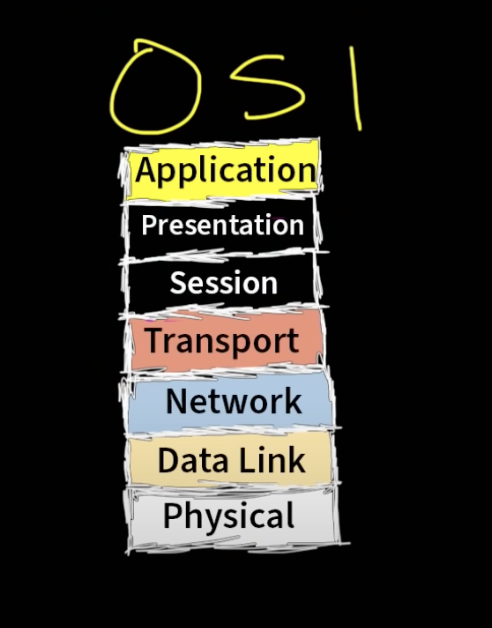 OSI
Application
Presentation
Session
Transport
Network
Data Link
Physical